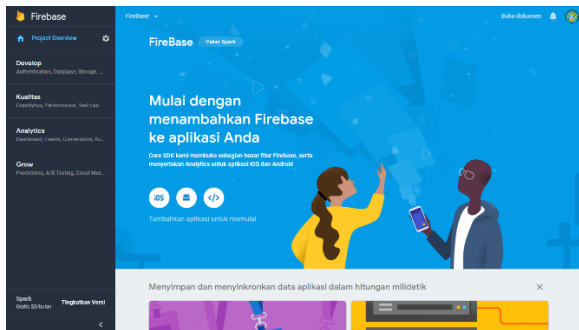 Firebase
Project Overview
Develop
Authentication, Database, Storage, ...
Kualitas
Crashlytics, Performance, Test Lab
Analytics
Dashboard, Events, Conversions, Au...
Grow
Predictions, A/B Testing, Cloud Mes...
Spark
Gratis $0/bulan
Tingkatkan Versi
FireBase
Buka dokumen
FireBase
Paket Spark
Mulai dengan
menambahkan Firebase
ke aplikasi Anda
Core SDK kami membuka sebagian besar fitur Firebase, serta
menyertakan Analytics untuk aplikasi iOS dan Android
iOS
Tambahkan aplikasi untuk memulai
Menyimpan dan menyinkronkan data aplikasi dalam hitungan milidetik